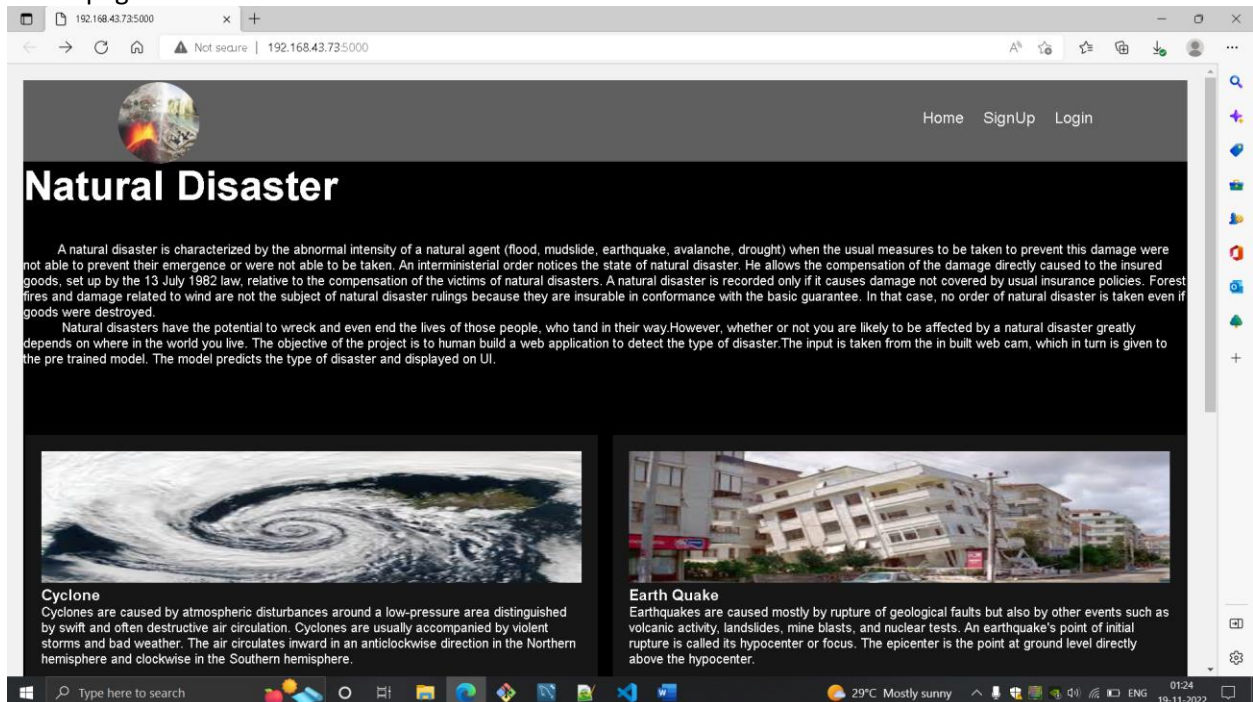 192.168.43.73:5000
Not secure | 192.168.43.73:5000
Home SignUp Login
Natural Disaster
A natural disaster is characterized by the abnormal intensity of a natural agent (flood, mudslide, earthquake, avalanche, drought) when the usual measures to be taken to prevent this damage were
not able to prevent their emergence or were not able to be taken. An interministerial order notices the state of natural disaster. He allows the compensation of the damage directly caused to the insured
goods, set up by the 13 July 1982 law, relative to the compensation of the victims of natural disasters. A natural disaster is recorded only if it causes damage not covered by usual insurance policies. Forest
fires and damage related to wind are not the subject of natural disaster rulings because they are insurable in conformance with the basic guarantee. In that case, no order of natural disaster is taken even if
goods were destroyed.
Natural disasters have the potential to wreck and even end the lives of those people, who tand in their way.However, whether or not you are likely to be affected by a natural disaster greatly
depends on where in the world you live. The objective of the project is to human build a web application to detect the type of disaster.The input is taken from the in built web cam, which in turn is given to
the pre trained model. The model predicts the type of disaster and displayed on UI.
Cyclone
Cyclones are caused by atmospheric disturbances around a low-pressure area distinguished
by swift and often destructive air circulation. Cyclones are usually accompanied by violent
storms and bad weather. The air circulates inward in an anticlockwise direction in the Northern
hemisphere and clockwise in the Southern hemisphere.
Earth Quake
Earthquakes are caused mostly by rupture of geological faults but also by other events such as
volcanic activity, landslides, mine blasts, and nuclear tests. An earthquake's point of initial
rupture is called its hypocenter or focus. The epicenter is the point at ground level directly
above the hypocenter.
Type here to search
29°C Mostly sunny
ENG
01:24
19-11-2022